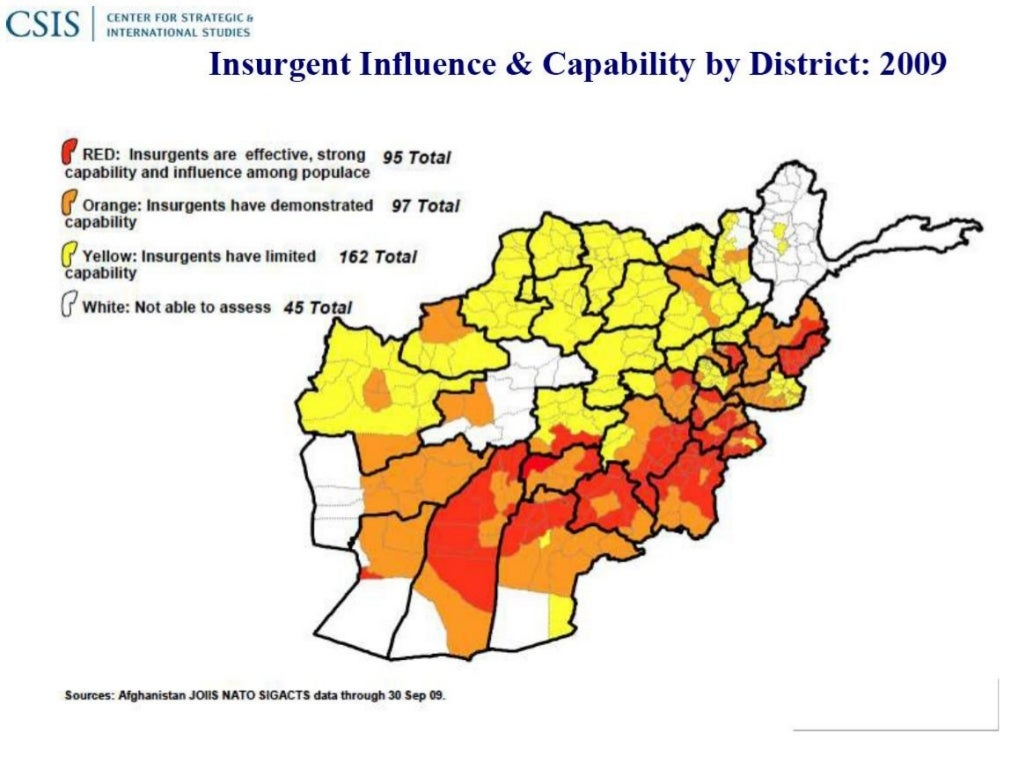 CSIS
CENTER FOR STRATEGIC &
INTERNATIONAL STUDIES
Insurgent Influence & Capability by District: 2009
RED: Insurgents are effective, strong 95 Total
capability and influence among populace
Orange: Insurgents have demonstrated 97 Total
capability
Yellow: Insurgents have limited 162 Total
capability
White: Not able to assess 45 Total
Sources: Afghanistan JOIIS NATO SIGACTS data through 30 Sep 09.